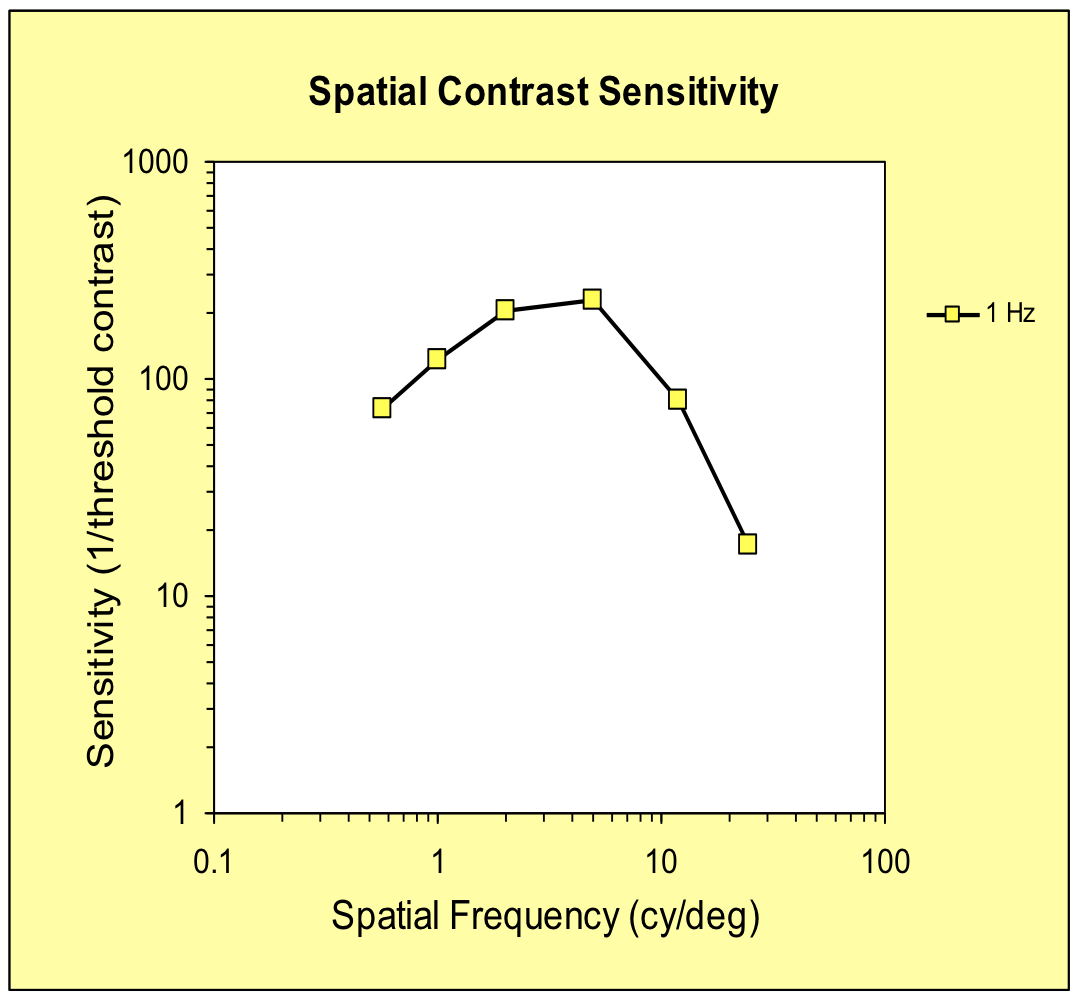 Spatial Contrast Sensitivity
1000
100
10
1
Sensitivity (1/threshold contrast)
1 Hz
0.1 1 10 100
Spatial Frequency (cy/deg)